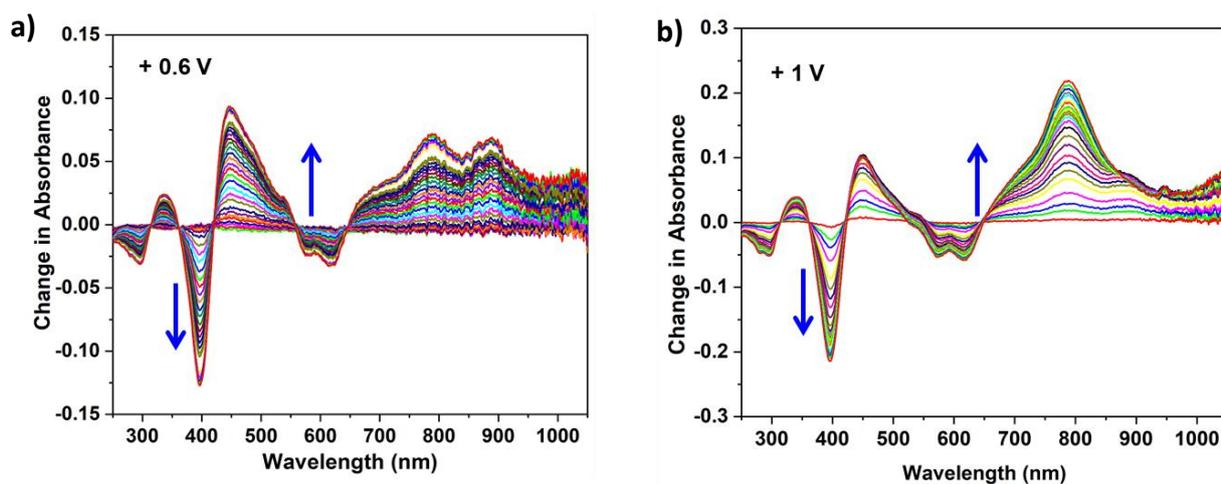 a)
+ 0.6 V
Change in Absorbance
0.15
0.10
0.05
0.00
-0.05
-0.10
-0.15
300 400 500 600 700 800 900 1000
Wavelength (nm)
b)
+ 1 V
Change in Absorbance
0.3
0.2
0.1
0.0
-0.1
-0.2
-0.3
300 400 500 600 700 800 900 1000
Wavelength (nm)